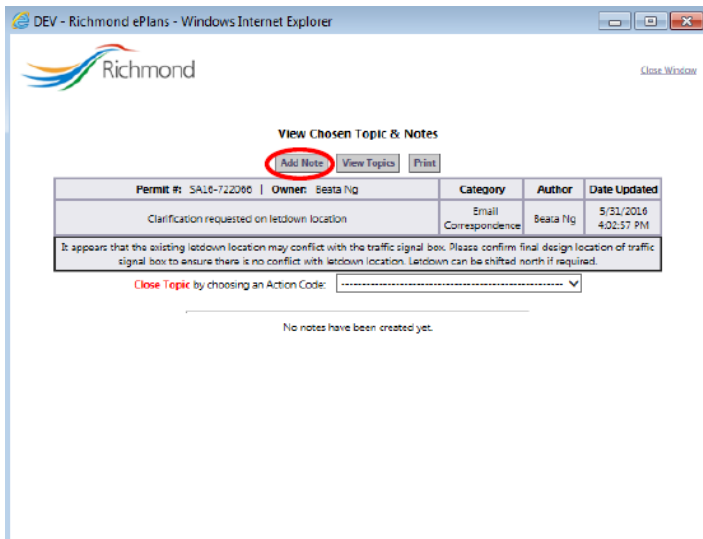 DEV - Richmond ePlans - Windows Internet Explorer
Richmond
Close Window
View Chosen Topic & Notes
Add Note View Topics Print
Permit #: SA16-722066 | Owner: Beata Ng Category Author Date Updated
Clarification requested on letdown location Email Correspondence Beata Ng 5/31/2016 4:02:57 PM
It appears that the existing letdown location may conflict with the traffic signal box. Please confirm final design location of traffic
signal box to ensure there is no conflict with letdown location. Letdown can be shifted north if required.
Close Topic by choosing an Action Code: ------------------------------------------------------------
No notes have been created yet.